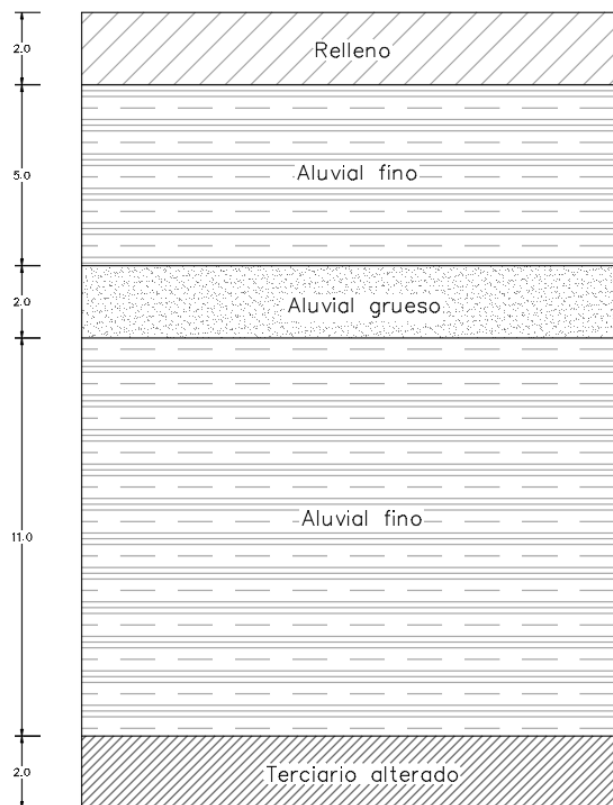 2.0
Relleno
5.0
Aluvial fino
2.0
Aluvial grueso
11.0
Aluvial fino
2.0
Terciario alterado